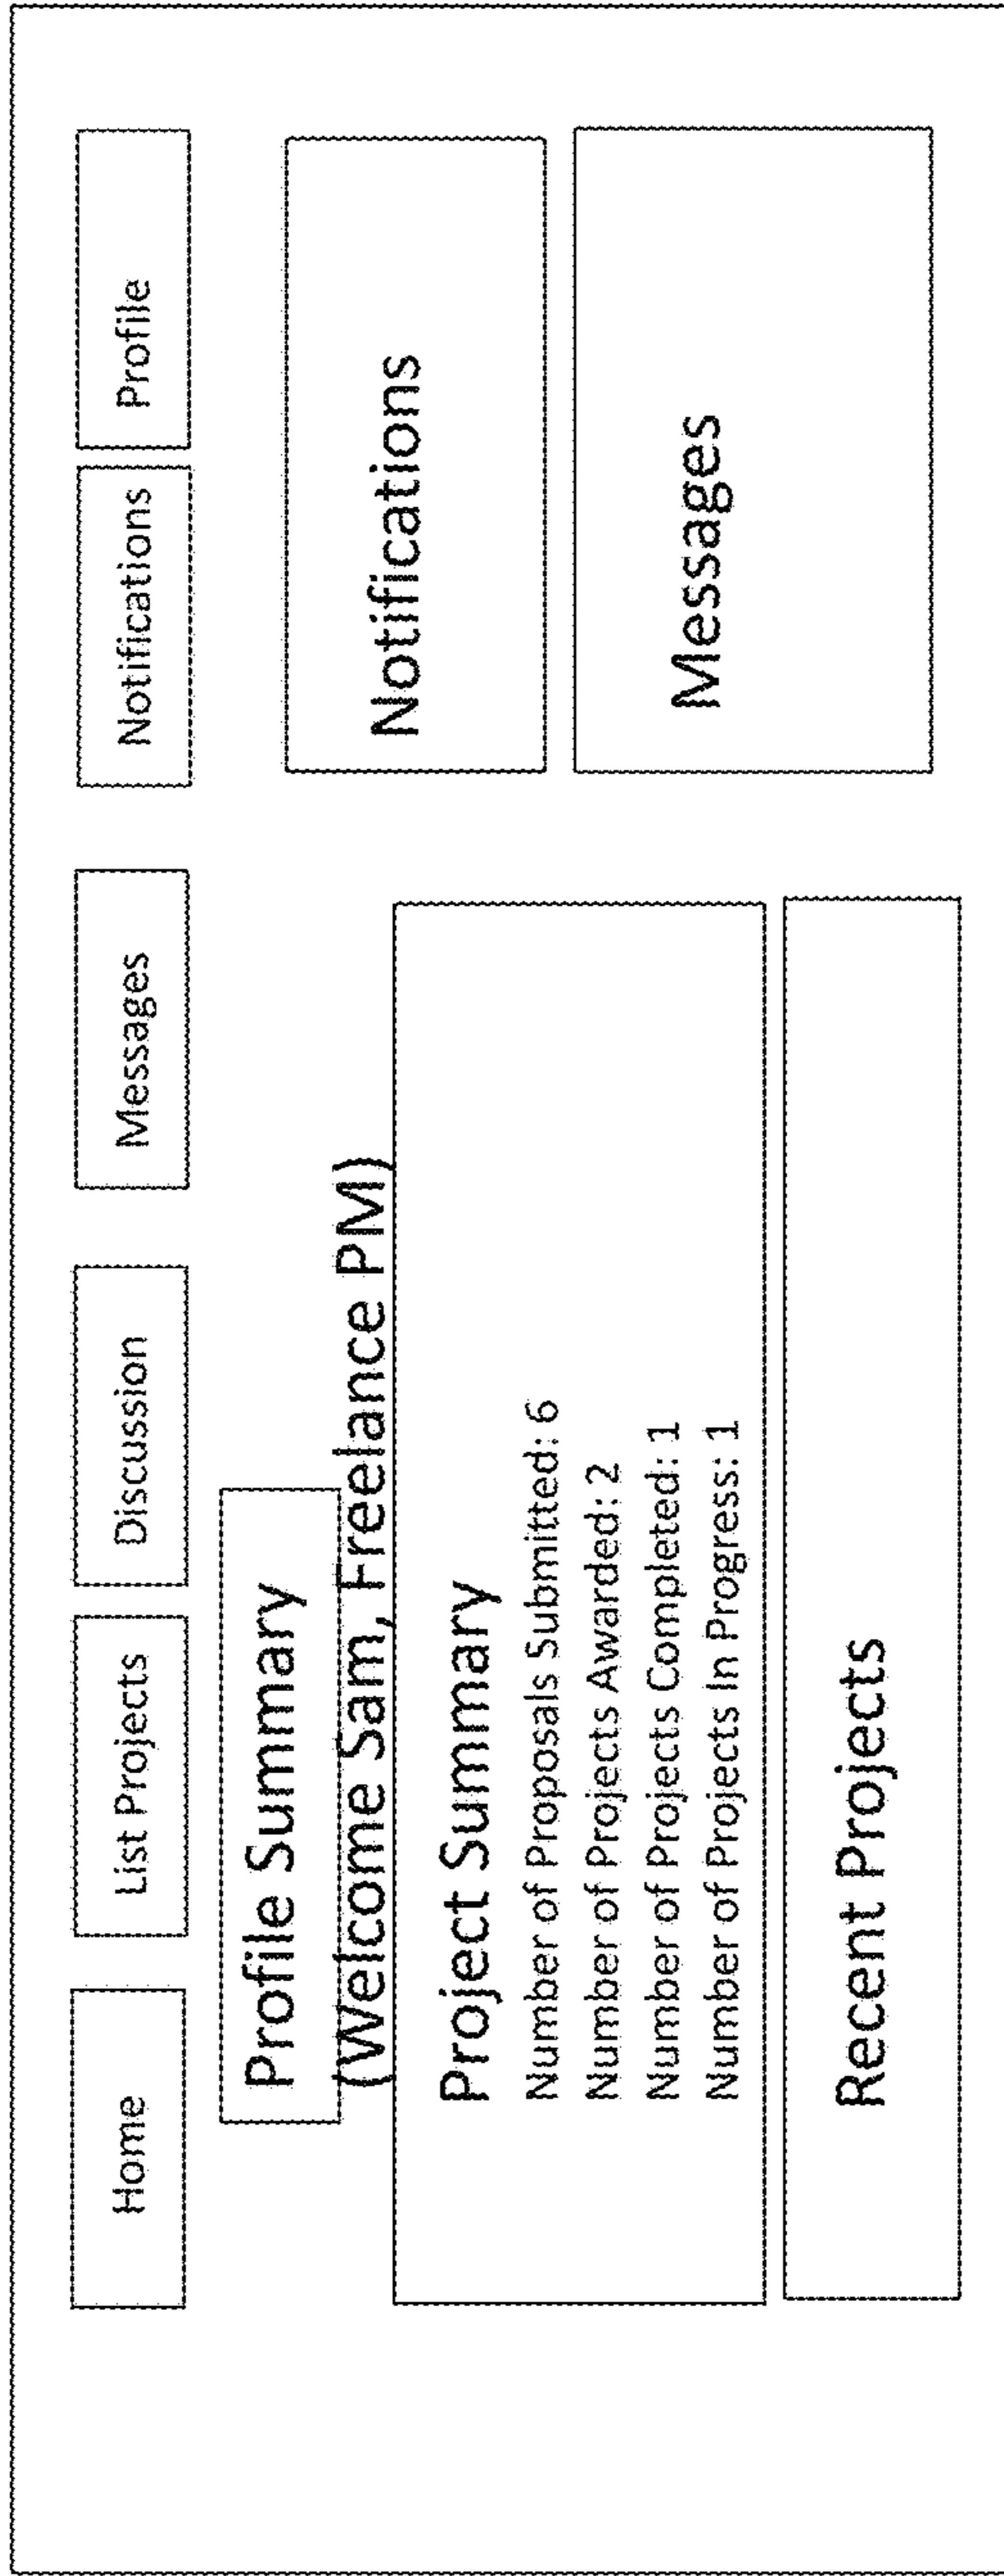 Home
List Projects
Discussion
Messages
Notifications
Profile
Profile Summary
(Welcome Sam, Freelance PM)
Project Summary
Number of Proposals Submitted: 6
Number of Projects Awarded: 2
Number of Projects Completed: 1
Number of Projects In Progress: 1
Recent Projects
Notifications
Messages